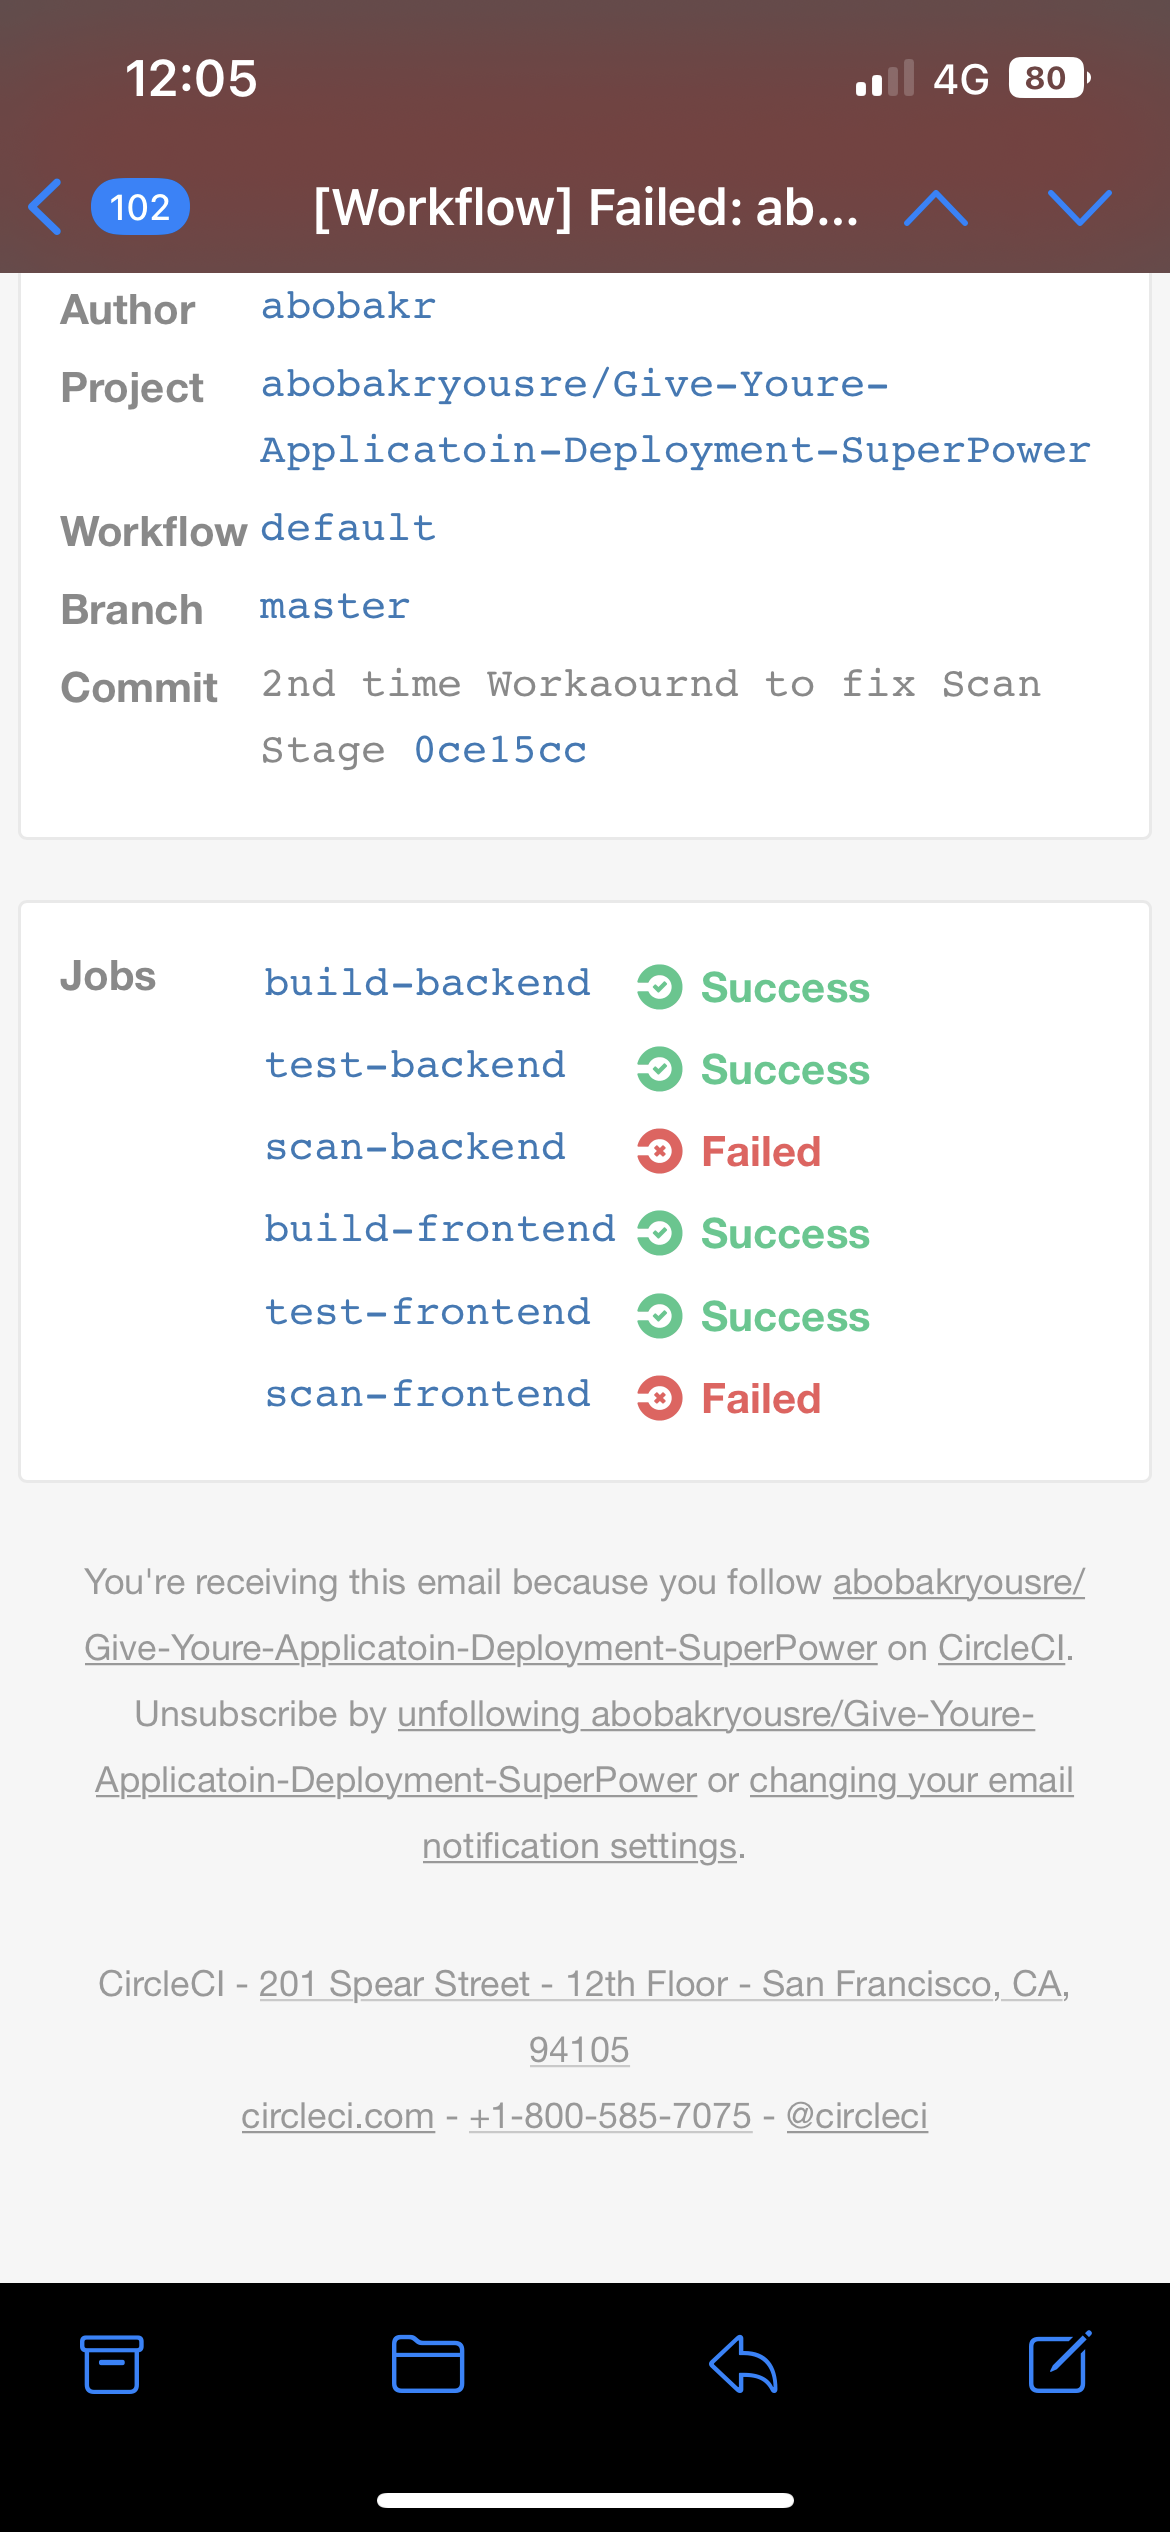 12:05
4G 80
102
[Workflow] Failed: ab...
Author abobakr
Project abobakryousre/Give-Youre-
Applicatoin-Deployment-SuperPower
Workflow default
Branch master
Commit 2nd time Workaournd to fix Scan
Stage 0ce15cc
Jobs build-backend Success
test-backend Success
scan-backend Failed
build-frontend Success
test-frontend Success
scan-frontend Failed
You're receiving this email because you follow abobakryousre/
Give-Youre-Applicatoin-Deployment-SuperPower on CircleCI.
Unsubscribe by unfollowing abobakryousre/Give-Youre-
Applicatoin-Deployment-SuperPower or changing your email
notification settings.
CircleCI - 201 Spear Street - 12th Floor - San Francisco, CA,
94105
circleci.com - +1-800-585-7075 - @circleci